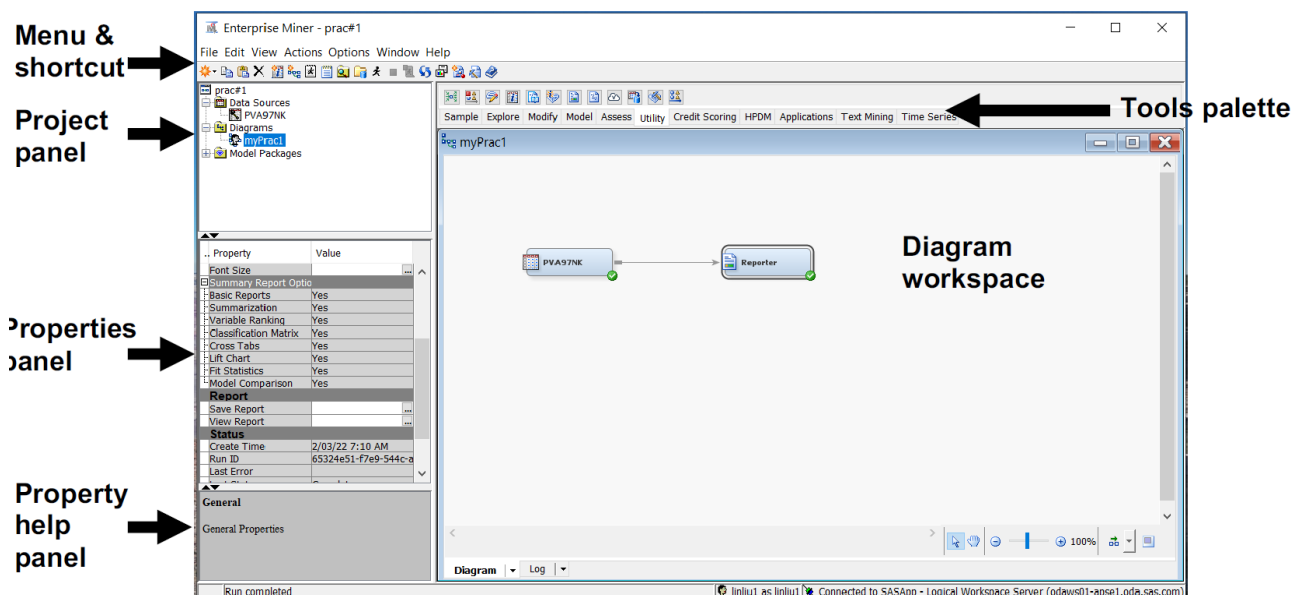 Enterprise Miner - prac#1
Menu &
shortcut
File Edit View Actions Options Window Help
prac#1
Data Sources
PVA97NK
Diagrams
myPrac1
Model Packages
Project
panel
Sample Explore Modify Model Assess Utility Credit Scoring HPDM Applications Text Mining Time Series
Tools palette
myPrac1
PVA97NK
Reporter
Diagram
workspace
.. Property Value
Font Size ...
Summary Report Optio
Basic Reports Yes
Summarization Yes
Variable Ranking Yes
Classification Matrix Yes
Cross Tabs Yes
Lift Chart Yes
Fit Statistics Yes
Model Comparison Yes
Report
Save Report ...
View Report ...
Status
Create Time 2/03/22 7:10 AM
Run ID 65324e51-f7e9-544c-a
Last Error
Properties
panel
General
General Properties
Property
help
panel
100%
Diagram Log
Run completed
linliu1 as linliu1 Connected to SASApp - Logical Workspace Server (odaws01-apse1.oda.sas.com)